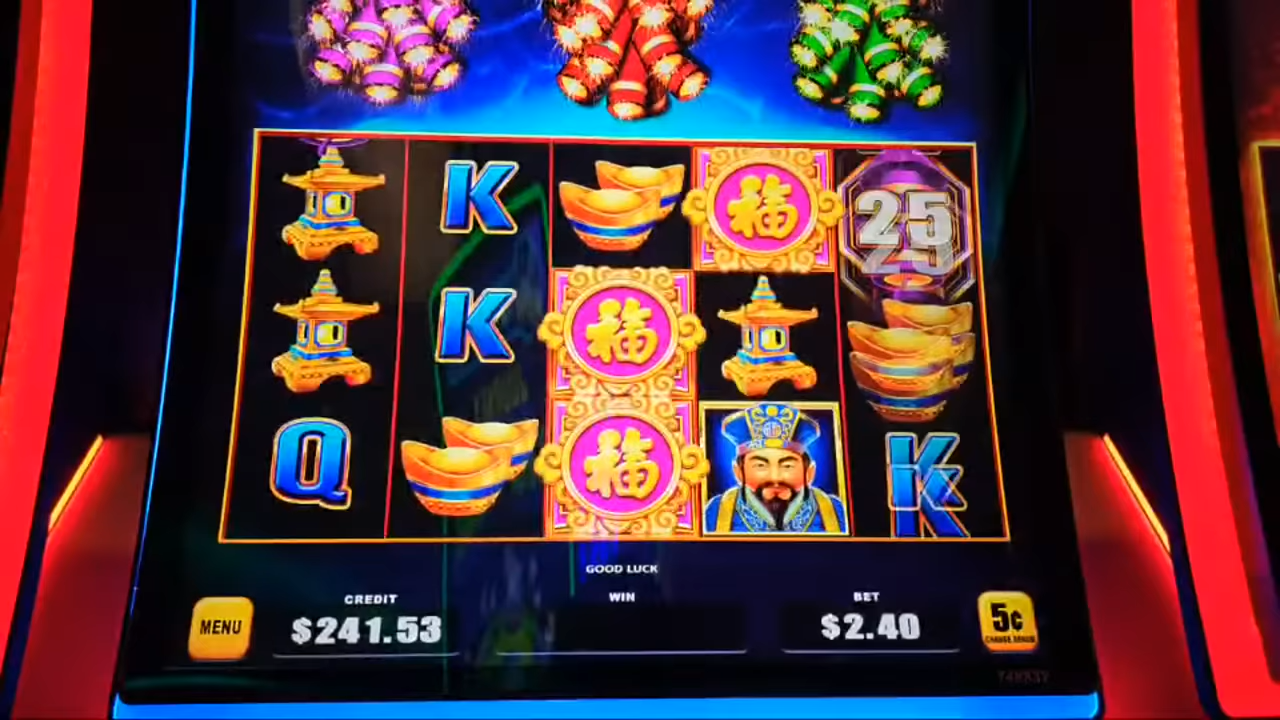 K
福
25
K
福
Q
福
K
GOOD LUCK
CREDIT
WIN
BET
MENU
$241.53
$2.40
5¢
CHANGE DENOM